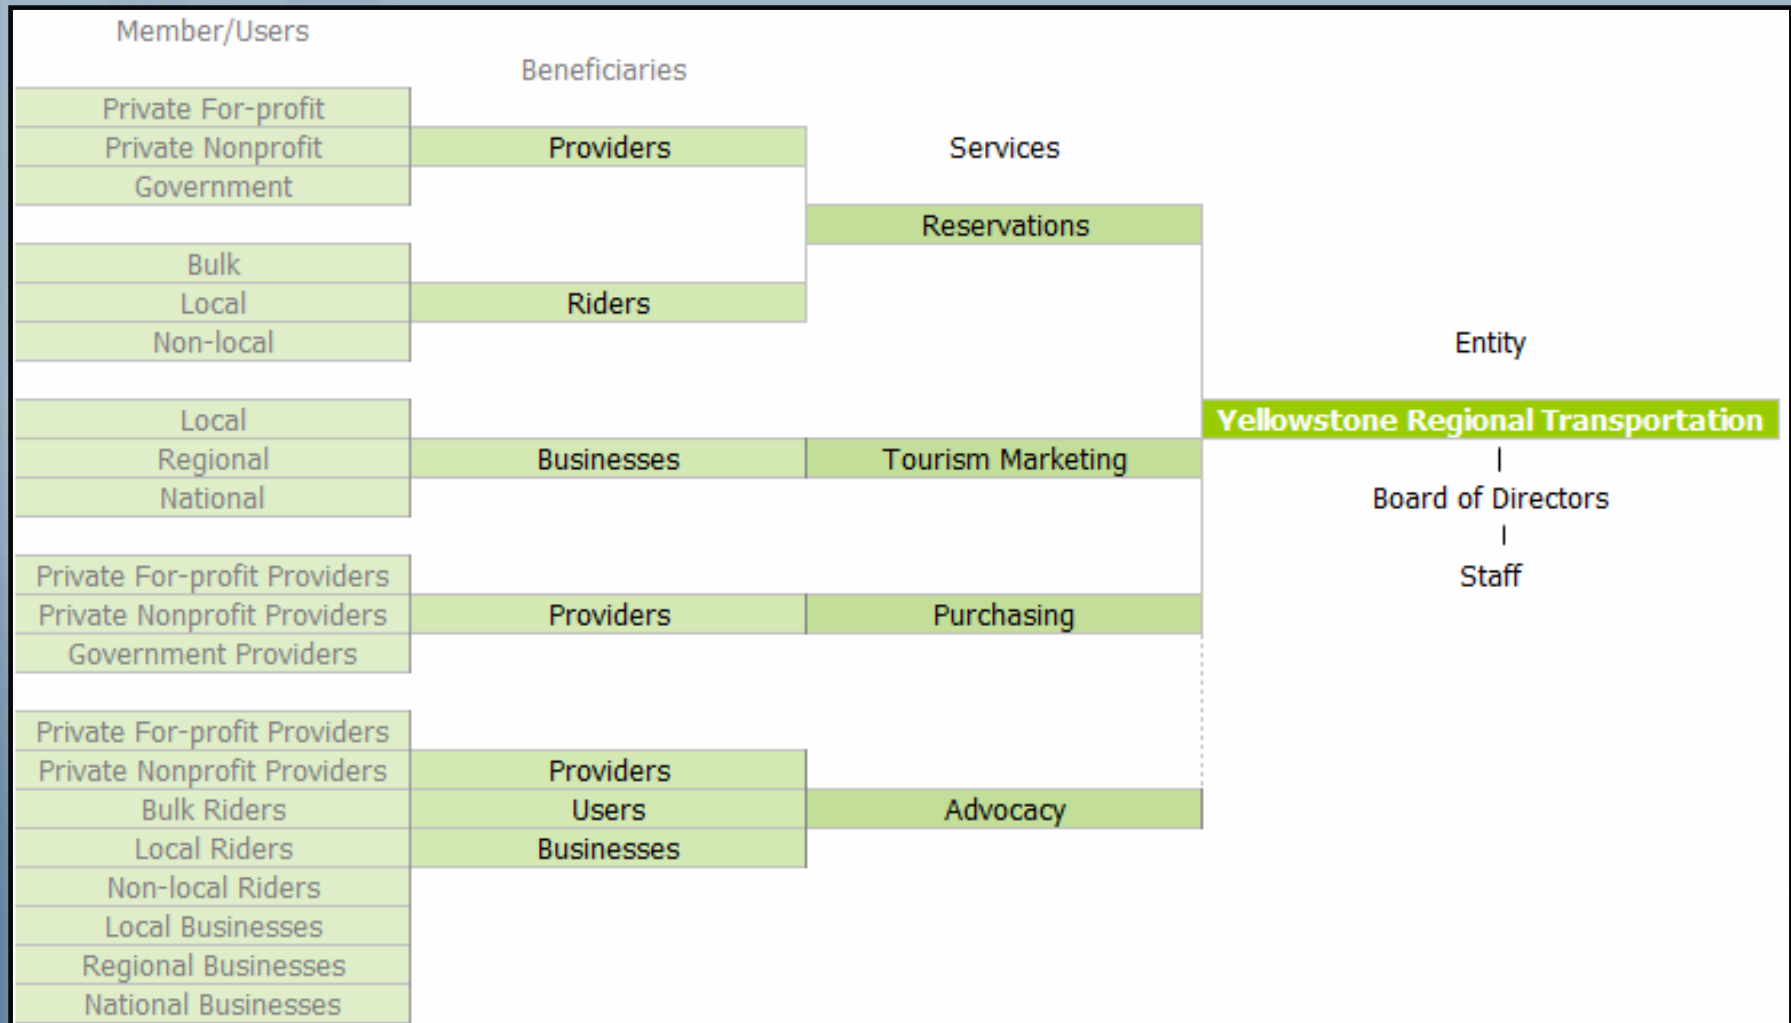 Member/Users
Beneficiaries
Private For-profit
Private Nonprofit
Providers
Services
Government
Reservations
Bulk
Local
Riders
Non-local
Entity
Local
Yellowstone Regional Transportation
Regional
Businesses
Tourism Marketing
National
Board of Directors
Private For-profit Providers
Staff
Private Nonprofit Providers
Providers
Purchasing
Government Providers
Private For-profit Providers
Private Nonprofit Providers
Providers
Bulk Riders
Users
Advocacy
Local Riders
Businesses
Non-local Riders
Local Businesses
Regional Businesses
National Businesses